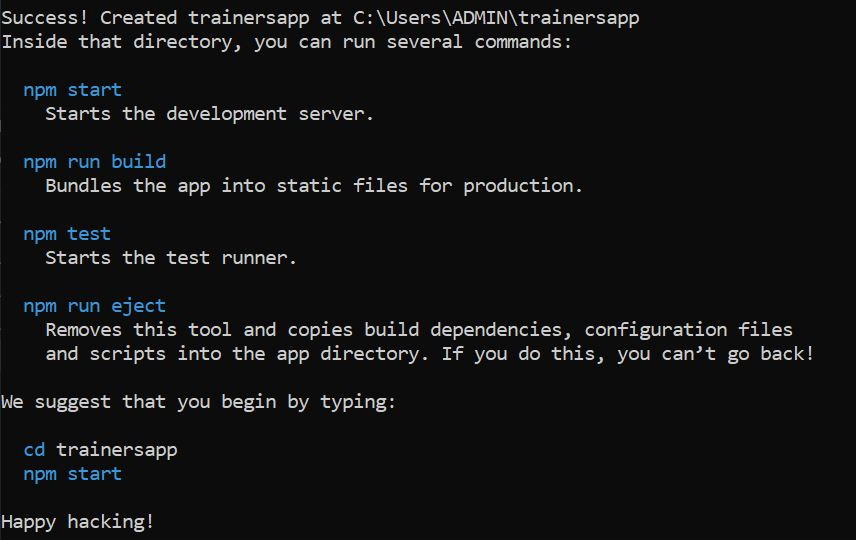 Success! Created trainersapp at C:\Users\ADMIN\trainersapp
Inside that directory, you can run several commands:
npm start
Starts the development server.
npm run build
Bundles the app into static files for production.
npm test
Starts the test runner.
npm run eject
Removes this tool and copies build dependencies, configuration files
and scripts into the app directory. If you do this, you can’t go back!
We suggest that you begin by typing:
cd trainersapp
npm start
Happy hacking!